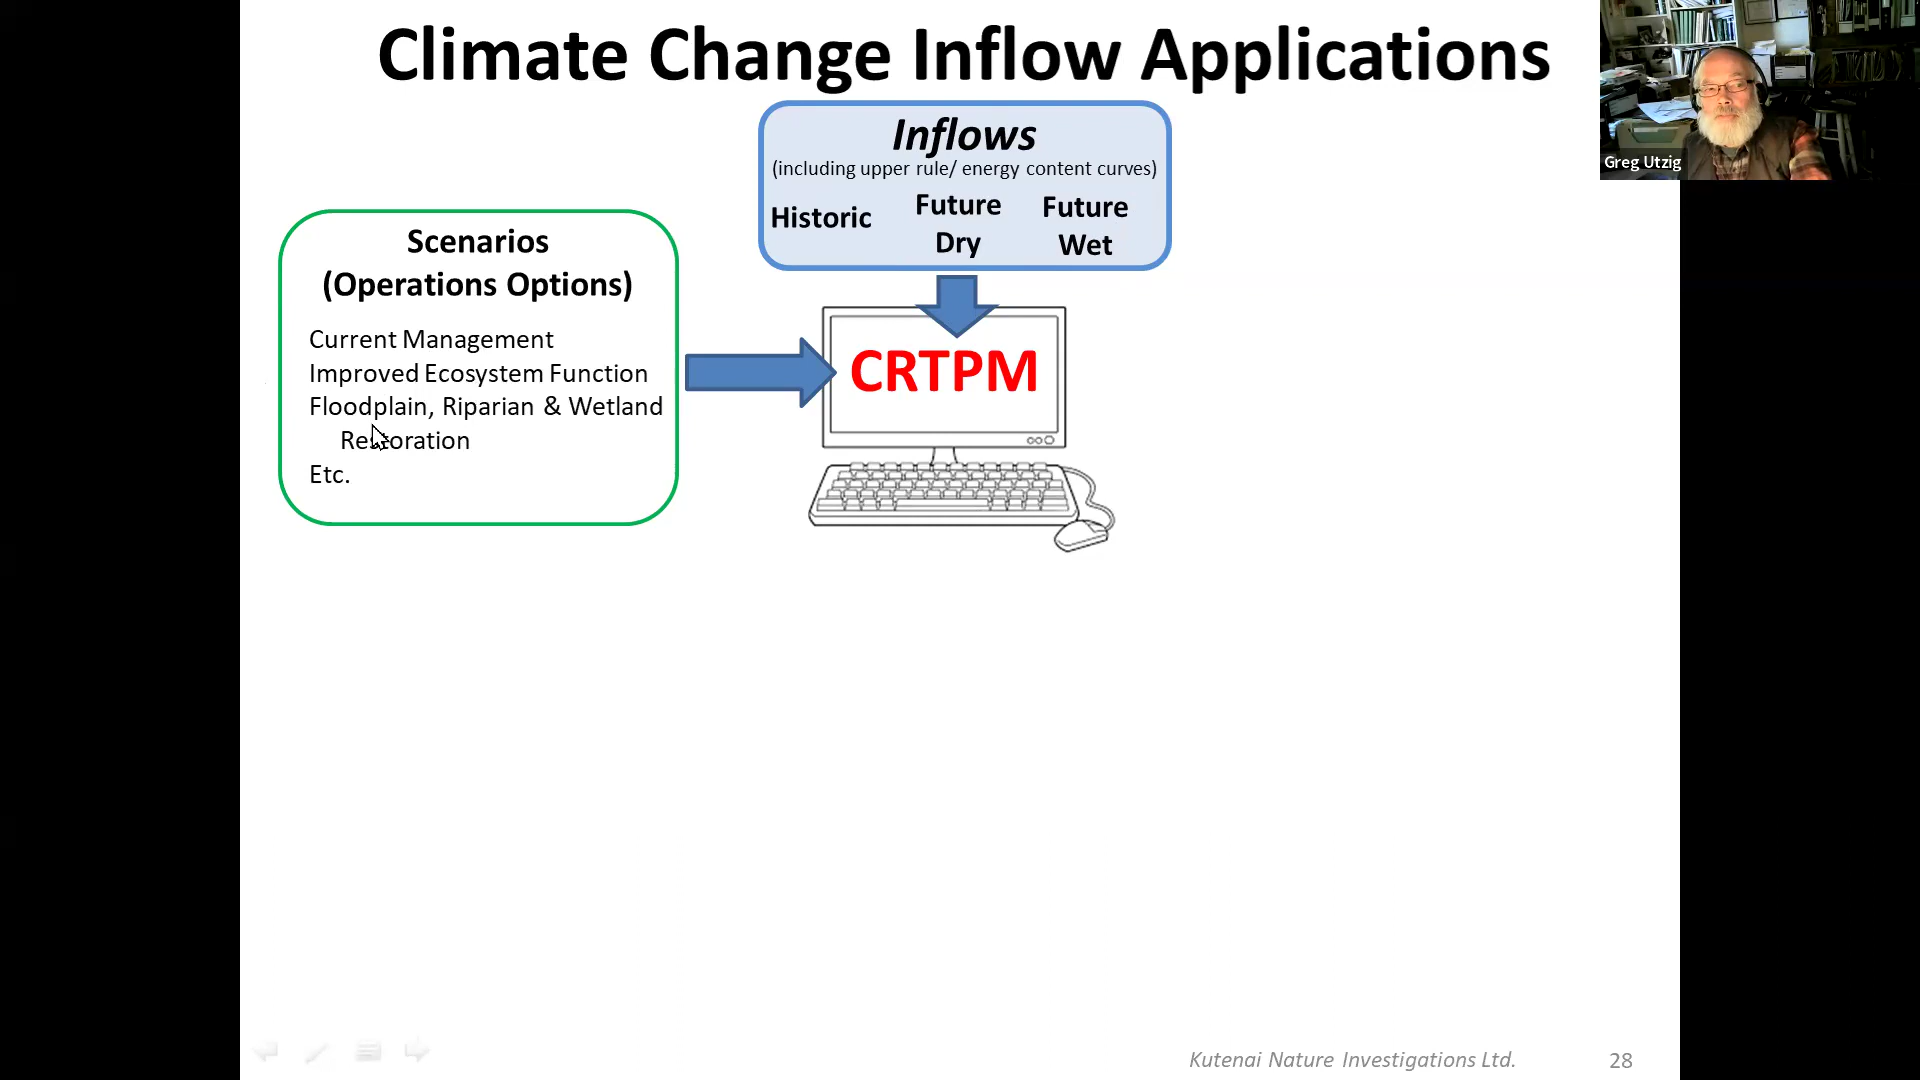 Climate Change Inflow Applications
Greg Utzig
Inflows
(including upper rule/ energy content curves)
Historic
Future
Dry
Future
Wet
Scenarios
(Operations Options)
Current Management
Improved Ecosystem Function
Floodplain, Riparian & Wetland
Restoration
Etc.
CRTPM
Kutenai Nature Investigations Ltd.
28